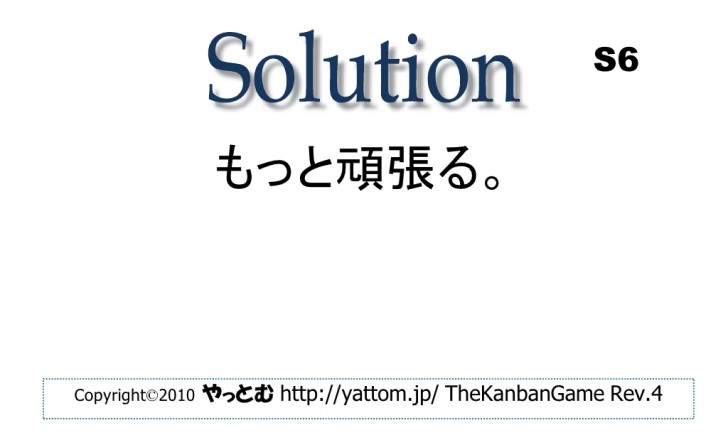 Solution S6
もっと頑張る。
Copyright©2010 やっとむ http://yattom.jp/ TheKanbanGame Rev.4